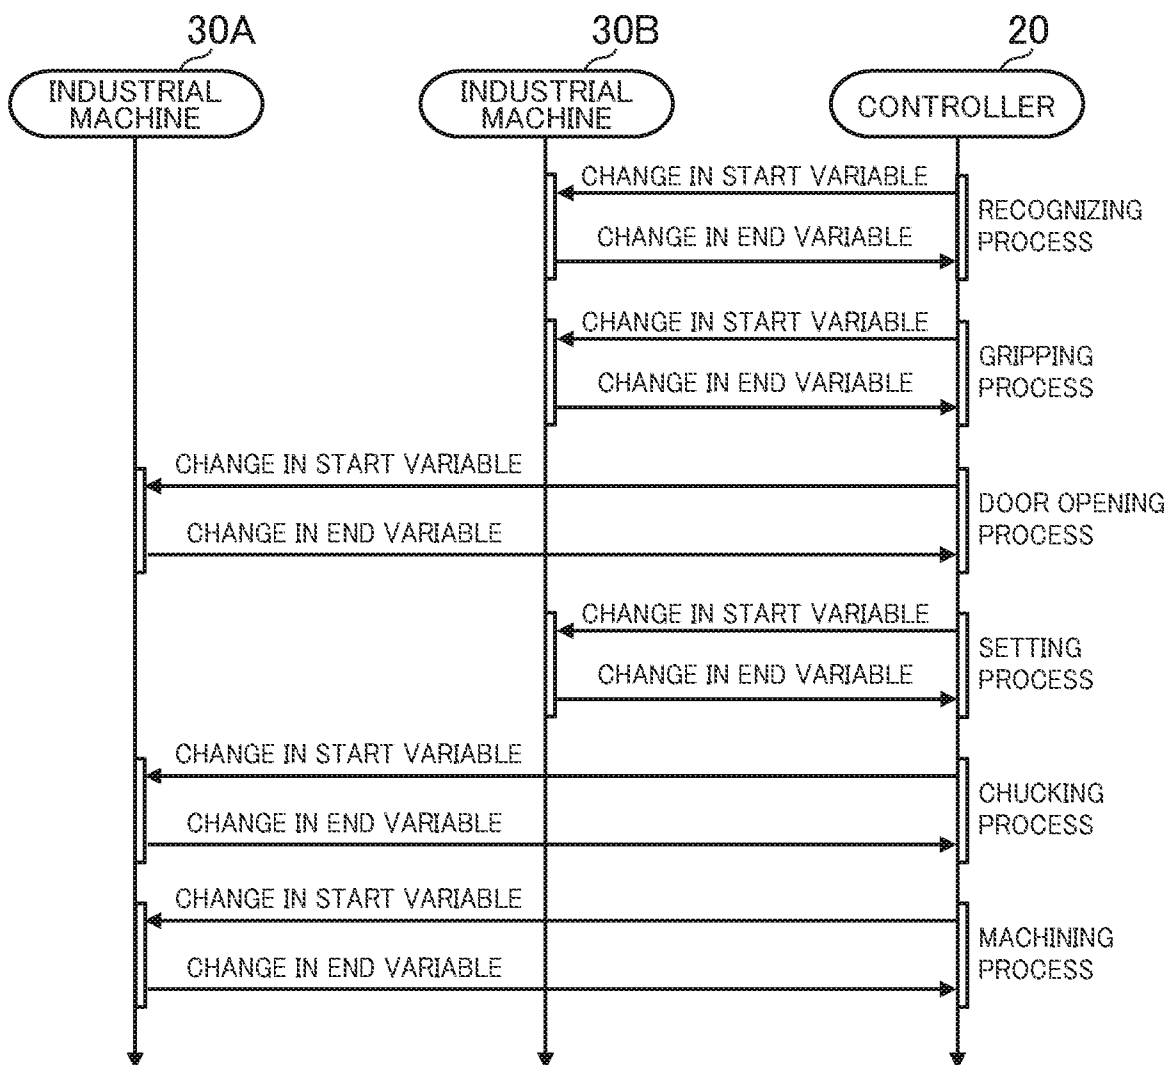 30A
30B
20
INDUSTRIAL
MACHINE
INDUSTRIAL
MACHINE
CONTROLLER
CHANGE IN START VARIABLE
CHANGE IN END VARIABLE
RECOGNIZING
PROCESS
CHANGE IN START VARIABLE
CHANGE IN END VARIABLE
GRIPPING
PROCESS
CHANGE IN START VARIABLE
CHANGE IN END VARIABLE
DOOR OPENING
PROCESS
CHANGE IN START VARIABLE
CHANGE IN END VARIABLE
SETTING
PROCESS
CHANGE IN START VARIABLE
CHANGE IN END VARIABLE
CHUCKING
PROCESS
CHANGE IN START VARIABLE
CHANGE IN END VARIABLE
MACHINING
PROCESS